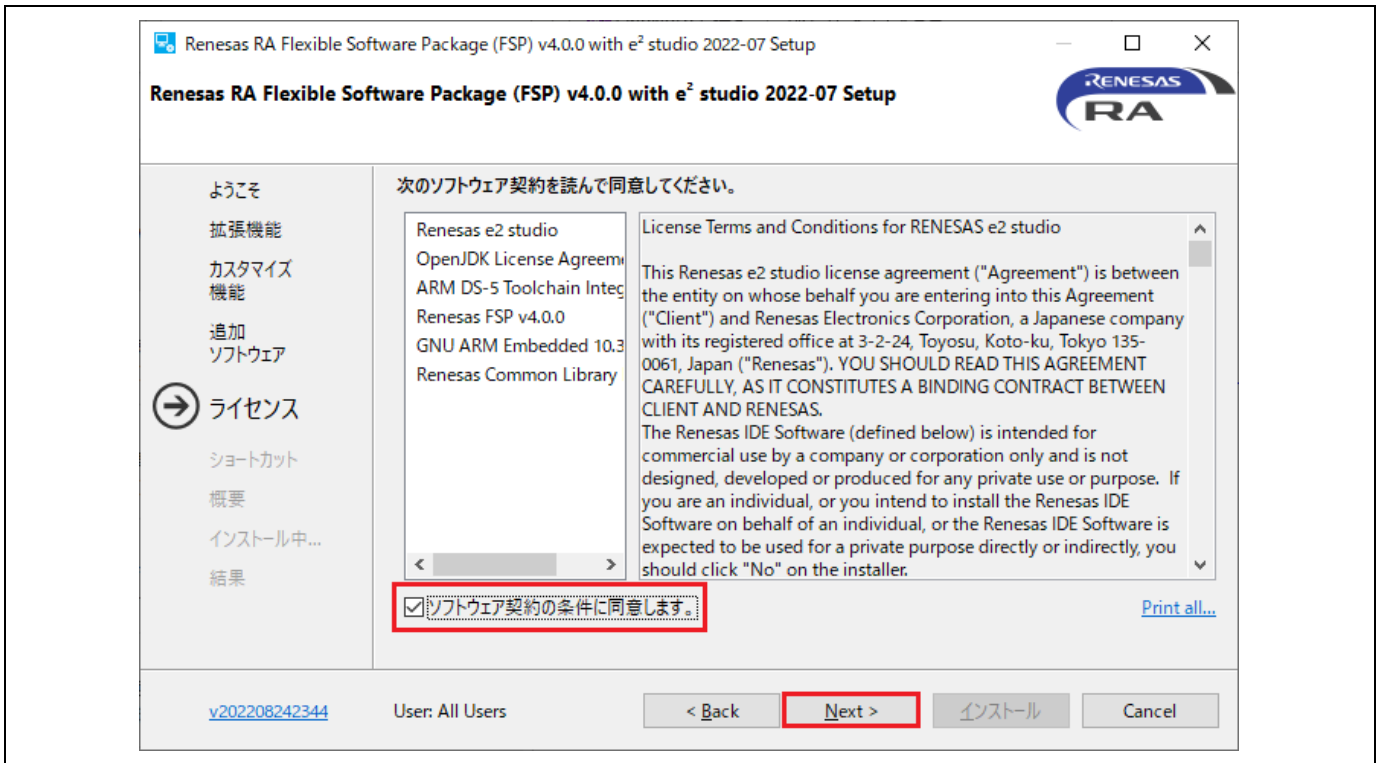 Renesas RA Flexible Software Package (FSP) v4.0.0 with e² studio 2022-07 Setup
Renesas RA Flexible Software Package (FSP) v4.0.0 with e² studio 2022-07 Setup
RENESAS
RA
ようこそ
拡張機能
カスタマイズ
機能
追加
ソフトウェア
ライセンス
ショートカット
概要
インストール中...
結果
次のソフトウェア契約を読んで同意してください。
Renesas e2 studio
OpenJDK License Agreem
ARM DS-5 Toolchain Integ
Renesas FSP v4.0.0
GNU ARM Embedded 10.3
Renesas Common Library
License Terms and Conditions for RENESAS e2 studio
This Renesas e2 studio license agreement ("Agreement") is between
the entity on whose behalf you are entering into this Agreement
("Client") and Renesas Electronics Corporation, a Japanese company
with its registered office at 3-2-24, Toyosu, Koto-ku, Tokyo 135-
0061, Japan ("Renesas"). YOU SHOULD READ THIS AGREEMENT
CAREFULLY, AS IT CONSTITUTES A BINDING CONTRACT BETWEEN
CLIENT AND RENESAS.
The Renesas IDE Software (defined below) is intended for
commercial use by a company or corporation only and is not
designed, developed or produced for any private use or purpose. If
you are an individual, or you intend to install the Renesas IDE
Software on behalf of an individual, or the Renesas IDE Software is
expected to be used for a private purpose directly or indirectly, you
should click "No" on the installer.
ソフトウェア契約の条件に同意します。
Print all...
v202208242344
User: All Users
< Back
Next >
インストール
Cancel